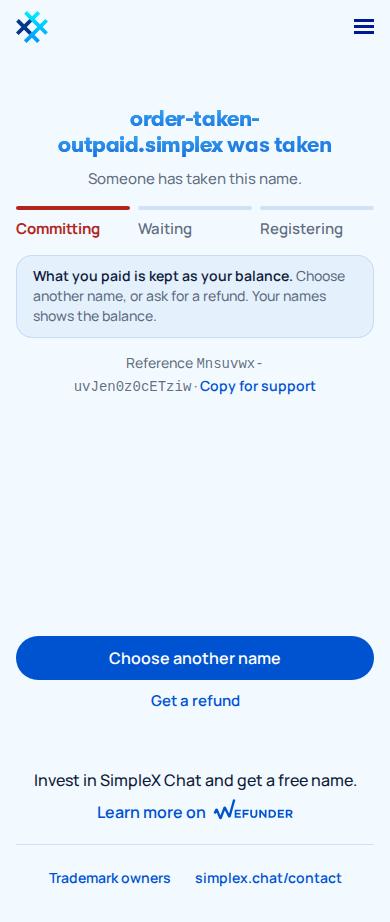 order-taken-
outpaid.simplex was taken
Someone has taken this name.
Committing Waiting Registering
What you paid is kept as your balance. Choose
another name, or ask for a refund. Your names
shows the balance.
Reference Mnsuvwx-
uvJen0z0cETziw · Copy for support
Choose another name
Get a refund
Invest in SimpleX Chat and get a free name.
Learn more on WEFUNDER
Trademark owners simplex.chat/contact